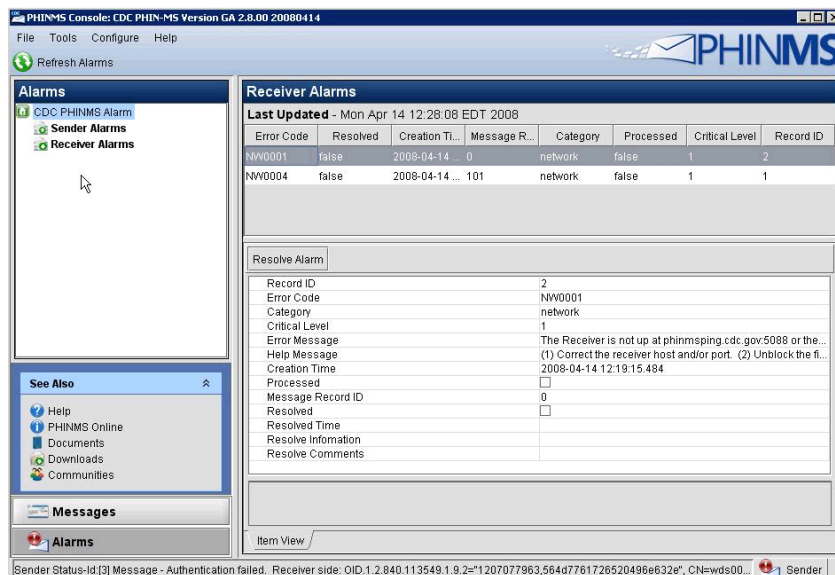 PHINMS Console: CDC PHIN-MS Version GA 2.8.00 20080414
File Tools Configure Help
PHINMS
Refresh Alarms
Alarms
CDC PHINMS Alarm
Sender Alarms
Receiver Alarms
See Also
Help
PHINMS Online
Documents
Downloads
Communities
Messages
Alarms
Receiver Alarms
Last Updated - Mon Apr 14 12:28:08 EDT 2008
Error Code Resolved Creation Ti... Message R... Category Processed Critical Level Record ID
NW0001 false 2008-04-14 ... 0 network false 1 2
NW0004 false 2008-04-14 ... 101 network false 1 1
Resolve Alarm
Record ID 2
Error Code NW0001
Category network
Critical Level 1
Error Message The Receiver is not up at phinmsping.cdc.gov:5088 or the...
Help Message (1) Correct the receiver host and/or port. (2) Unblock the fi...
Creation Time 2008-04-14 12:19:15.484
Processed
Message Record ID 0
Resolved
Resolved Time
Resolve Infomation
Resolve Comments
Item View
Sender Status-Id:[3] Message - Authentication failed. Receiver side: OID.1.2.840.113549.1.9.2="1207077963,564d7761726520496e632e", CN=wds00... Sender